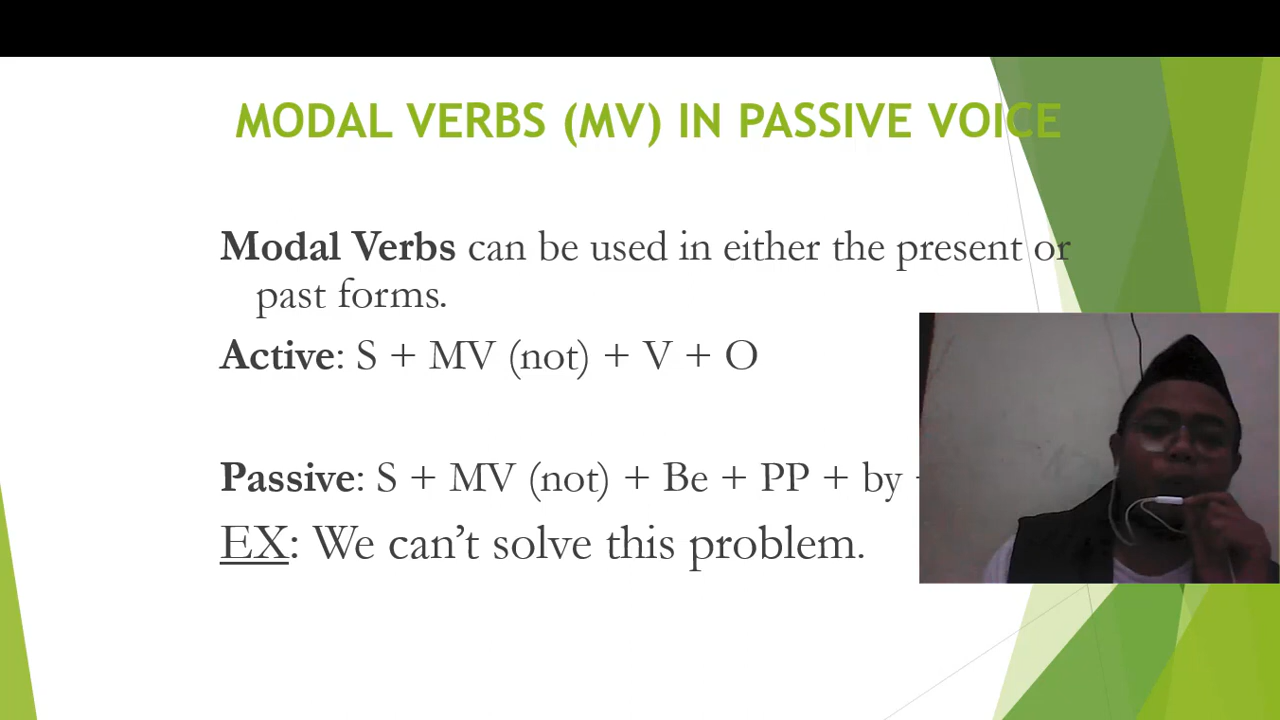 MODAL VERBS (MV) IN PASSIVE VOICE
Modal Verbs can be used in either the present or
past forms.
Active: S + MV (not) + V + O
Passive: S + MV (not) + Be + PP + by
EX: We can’t solve this problem.